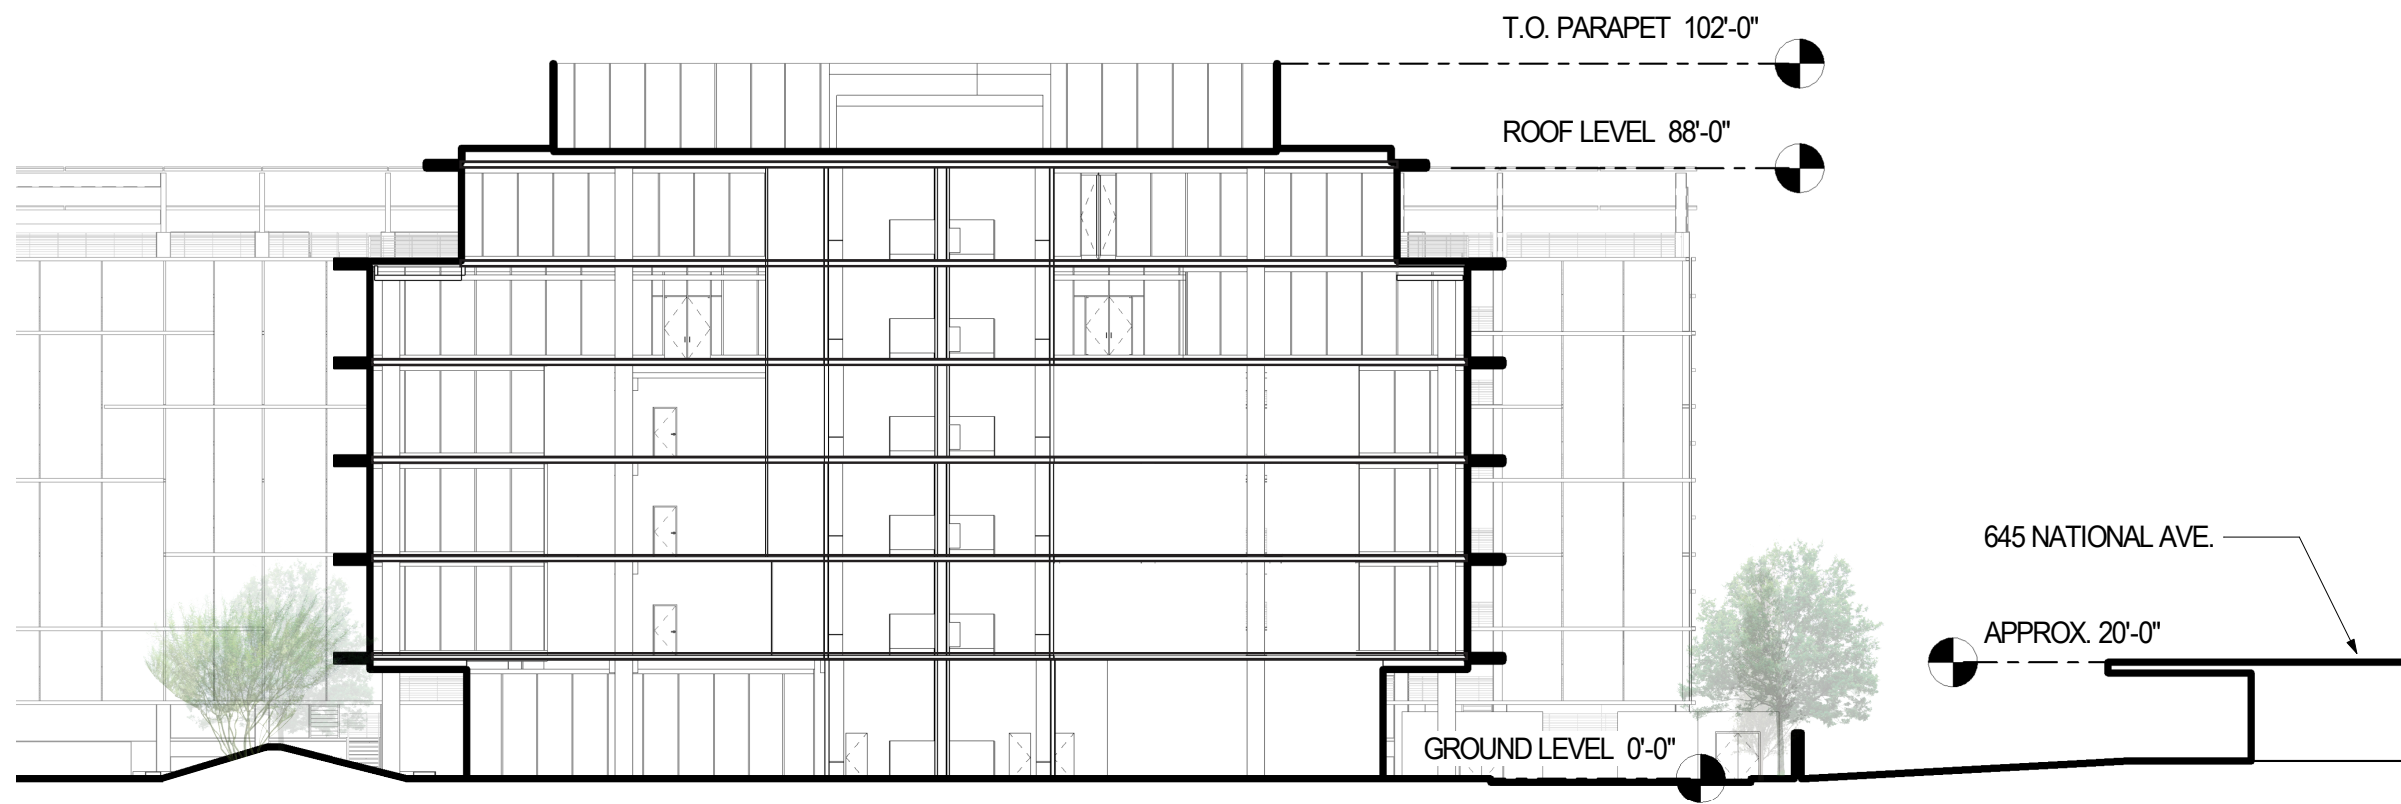 T.O. PARAPET 102'-0"
ROOF LEVEL 88'-0"
645 NATIONAL AVE.
APPROX. 20'-0"
GROUND LEVEL 0'-0"